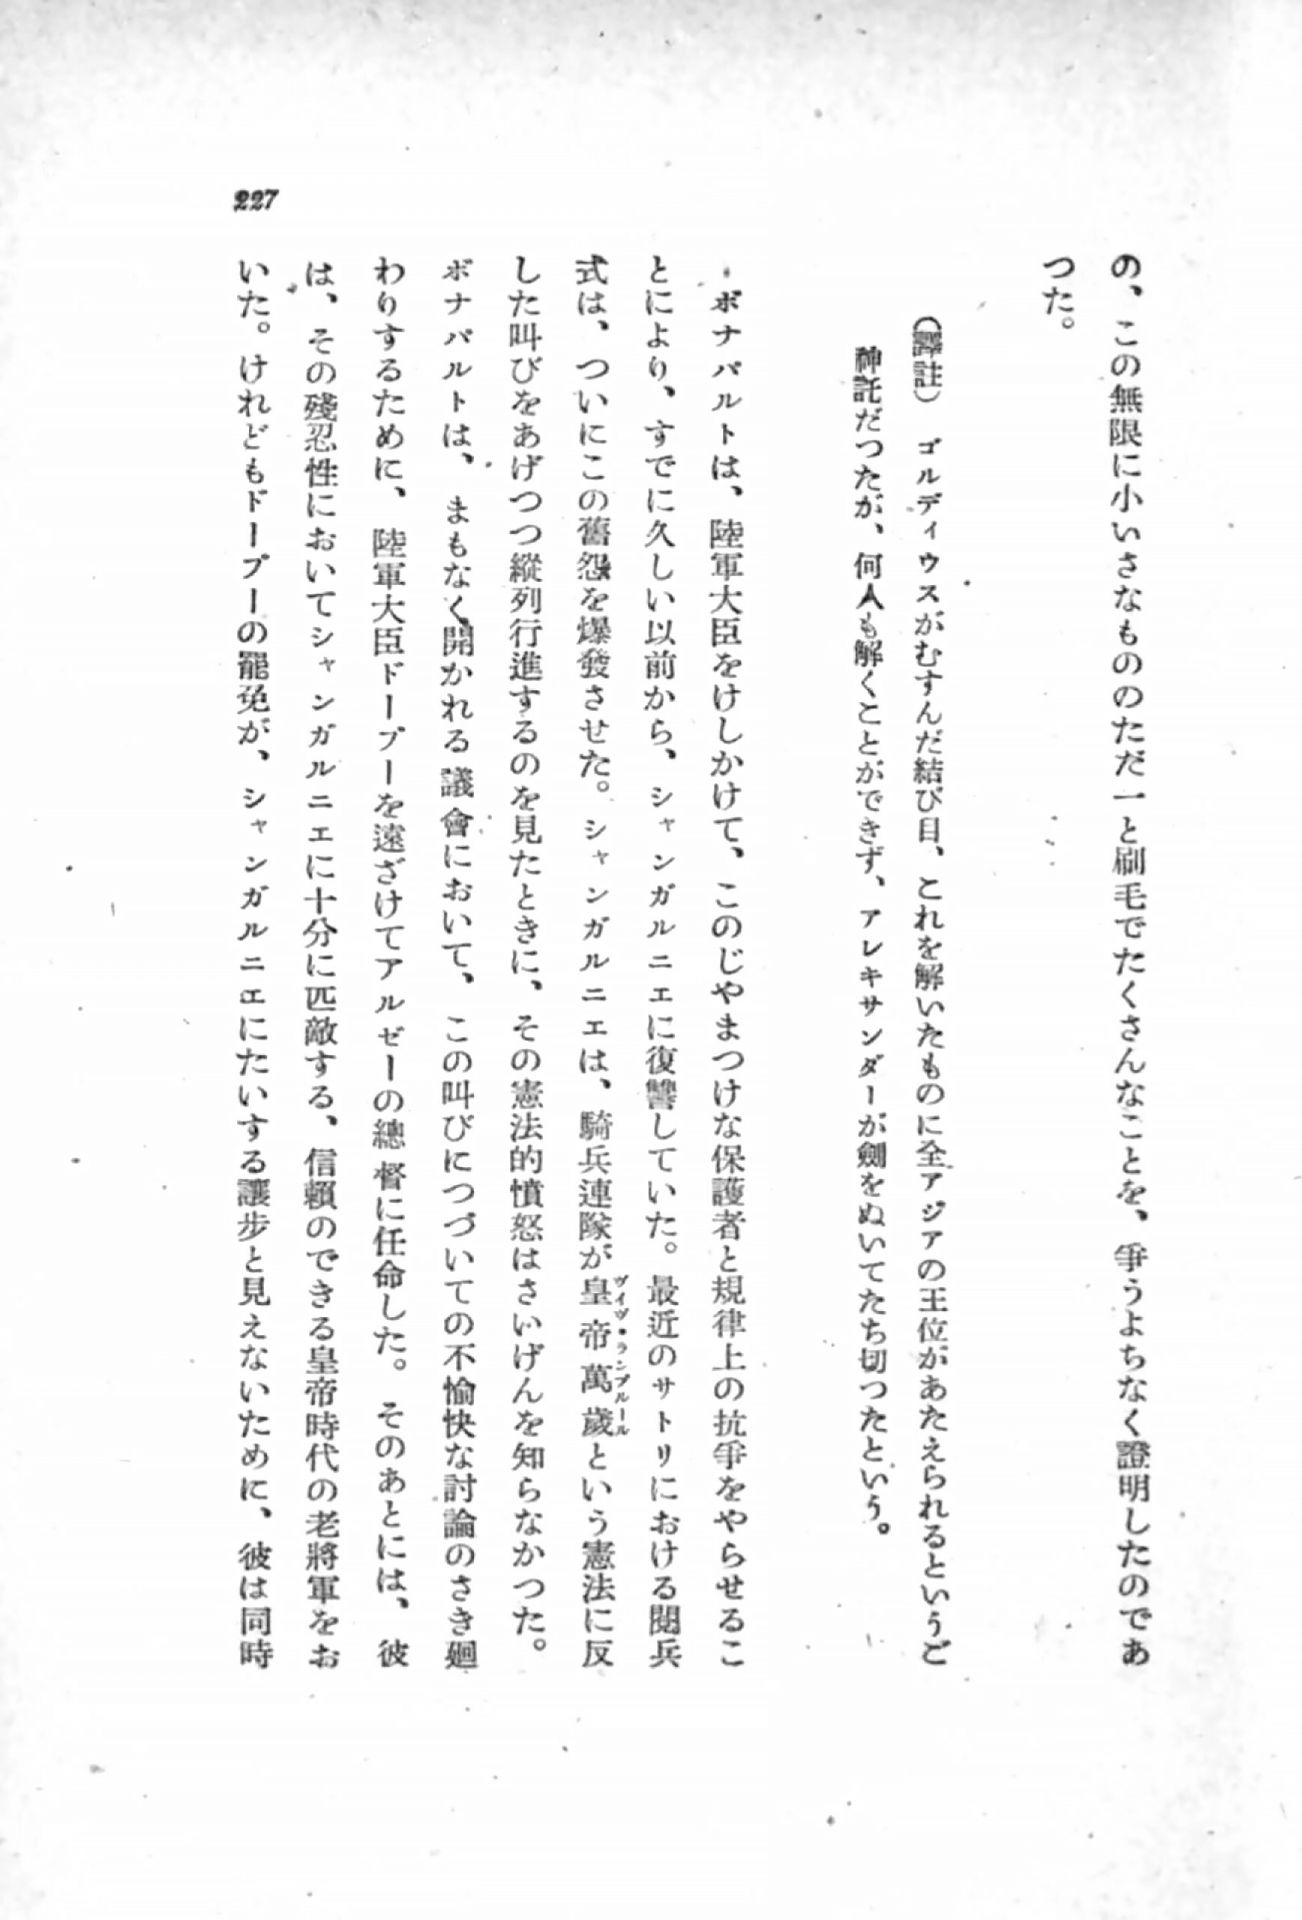 の、この無限に小いさなもののただ一と刷毛でたくさんなことを、爭うよちなく證明したのであ
つた。
(譯註) ゴルディウスがむすんだ結び目、これを解いたものに全アジアの王位があたえられるというご
神託だつたが、何人も解くことができず、アレキサンダーが劍をぬいてたち切つたという。
ボナパルトは、陸軍大臣をけしかけて、このじやまつけな保護者と規律上の抗爭をやらせるこ
とにより、すでに久しい以前から、シャンガルニエに復讐していた。最近のサトリにおける閲兵
式は、ついにこの舊怨を爆發させた。シャンガルニエは、騎兵連隊が皇帝萬歲という憲法に反
ヴイヴ・ランプルール
した叫びをあげつつ縱列行進するのを見たときに、その憲法的憤怒はさいげんを知らなかつた。
ボナパルトは、まもなく開かれる議會において、この叫びにつづいての不愉快な討論のさき廻
わりするために、陸軍大臣ドープーを遠ざけてアルゼーの總督に任命した。そのあとには、彼
は、その殘忍性においてシャンガルニエに十分に匹敵する、信賴のできる皇帝時代の老將軍をお
いた。けれどもドープーの罷免が、シャンガルニエにたいする讓步と見えないために、彼は同時
227